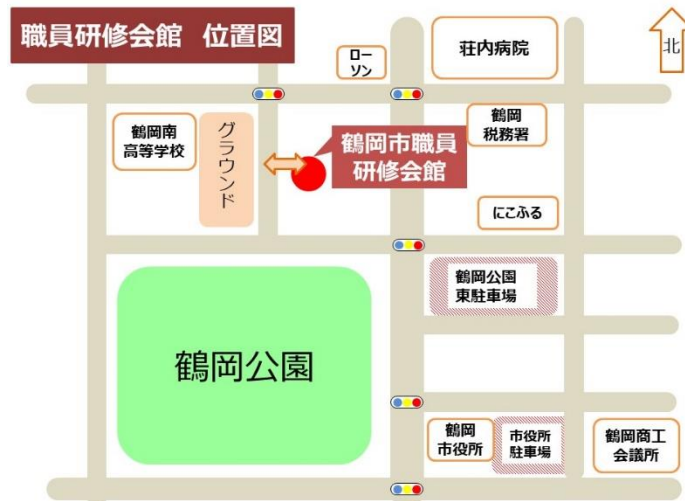 職員研修会館 位置図
北
ロー
ソン
荘内病院
鶴岡南
高等学校
グラウンド
鶴岡市職員
研修会館
鶴岡
税務署
にこふる
鶴岡公園
東駐車場
鶴岡公園
鶴岡
市役所
市役所
駐車場
鶴岡商工
会議所